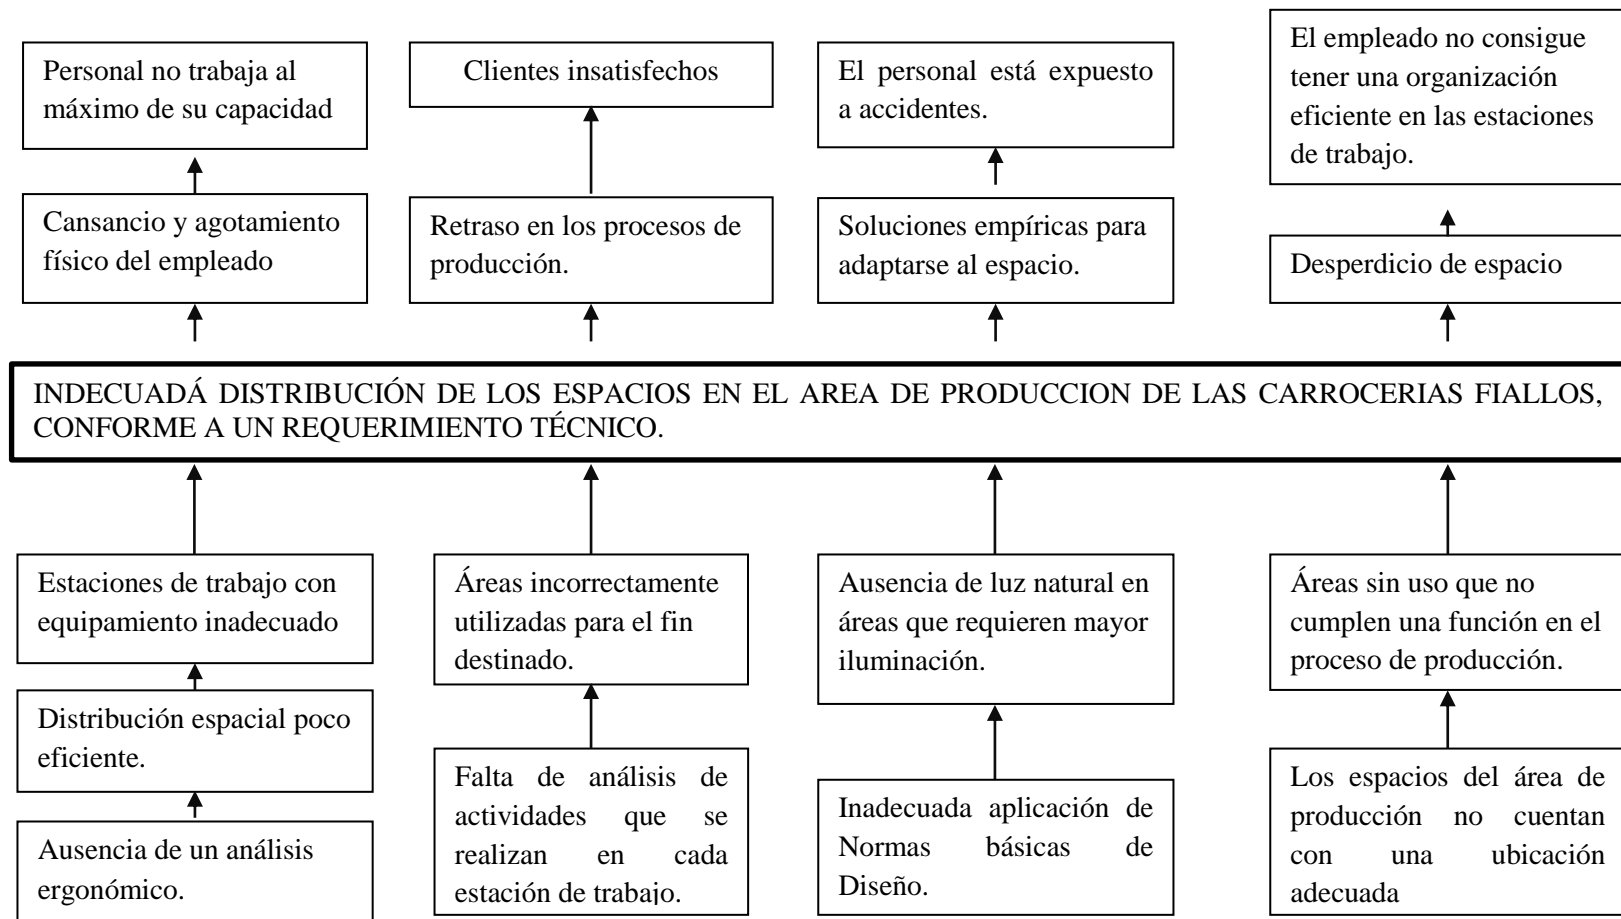 Personal no trabaja al
máximo de su capacidad
Clientes insatisfechos
El personal está expuesto
a accidentes.
El empleado no consigue
tener una organización
eficiente en las estaciones
de trabajo.
Cansancio y agotamiento
físico del empleado
Retraso en los procesos de
producción.
Soluciones empíricas para
adaptarse al espacio.
Desperdicio de espacio
INDECUADÁ DISTRIBUCIÓN DE LOS ESPACIOS EN EL AREA DE PRODUCCION DE LAS CARROCERIAS FIALLOS,
CONFORME A UN REQUERIMIENTO TÉCNICO.
Estaciones de trabajo con
equipamiento inadecuado
Áreas incorrectamente
utilizadas para el fin
destinado.
Ausencia de luz natural en
áreas que requieren mayor
iluminación.
Áreas sin uso que no
cumplen una función en el
proceso de producción.
Distribución espacial poco
eficiente.
Falta de análisis de
actividades que se
realizan en cada
estación de trabajo.
Inadecuada aplicación de
Normas básicas de
Diseño.
Los espacios del área de
producción no cuentan
con una ubicación
adecuada
Ausencia de un análisis
ergonómico.